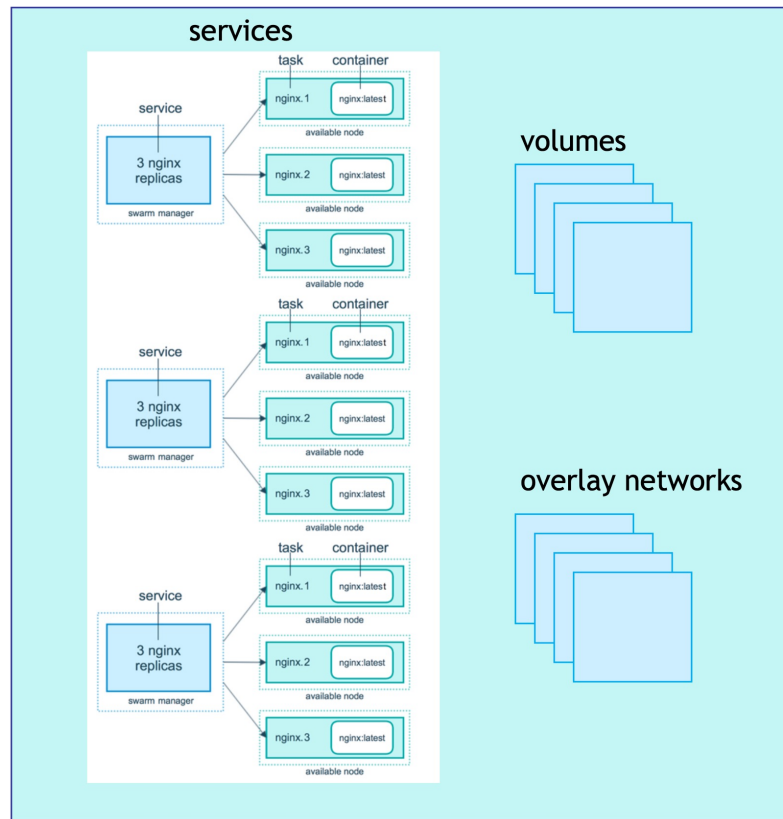 services
task container
service
nginx.1 nginx:latest
available node
3 nginx
replicas
nginx.2 nginx:latest
swarm manager
available node
nginx.3 nginx:latest
available node
task container
service
nginx.1 nginx:latest
available node
3 nginx
replicas
nginx.2 nginx:latest
swarm manager
available node
nginx.3 nginx:latest
available node
task container
service
nginx.1 nginx:latest
available node
3 nginx
replicas
nginx.2 nginx:latest
swarm manager
available node
nginx.3 nginx:latest
available node
volumes
overlay networks